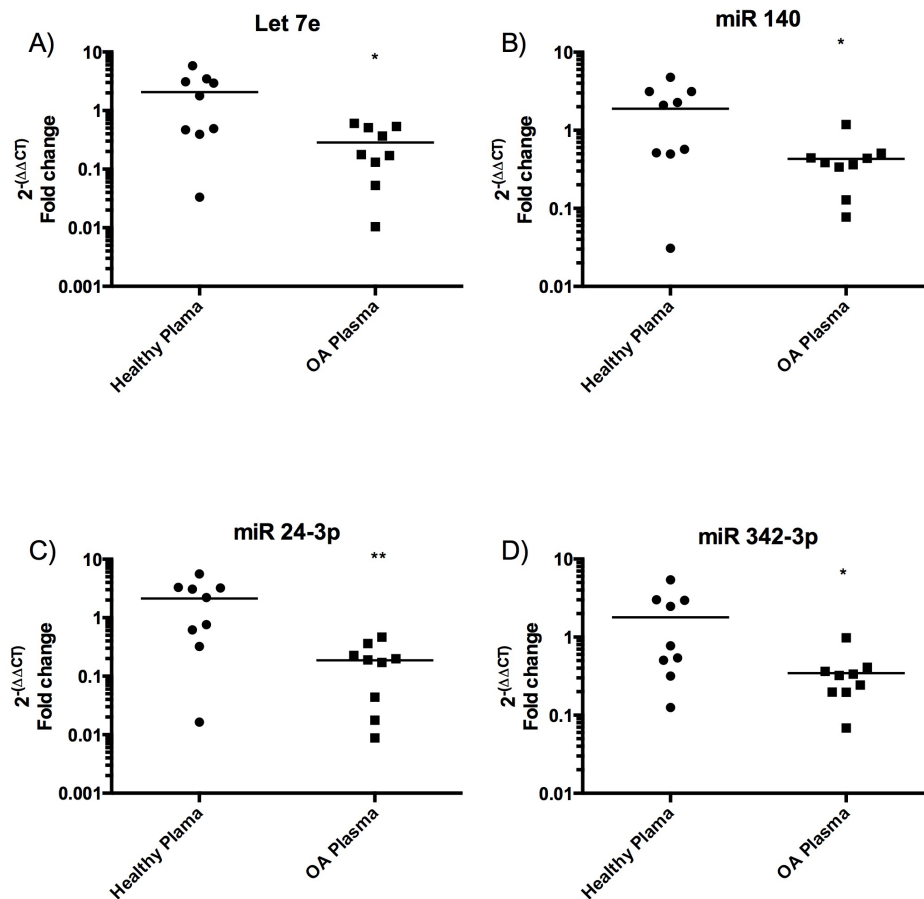 A)
Let 7e
*
10
1
0.1
0.01
0.001
2-(ΔΔCT)
Fold change
Healthy Plama
OA Plasma
B)
miR 140
*
10
1
0.1
0.01
2-(ΔΔCT)
Fold change
Healthy Plama
OA Plasma
C)
miR 24-3p
**
10
1
0.1
0.01
0.001
2-(ΔΔCT)
Fold change
Healthy Plama
OA Plasma
D)
miR 342-3p
*
10
1
0.1
0.01
2-(ΔΔCT)
Fold change
Healthy Plama
OA Plasma